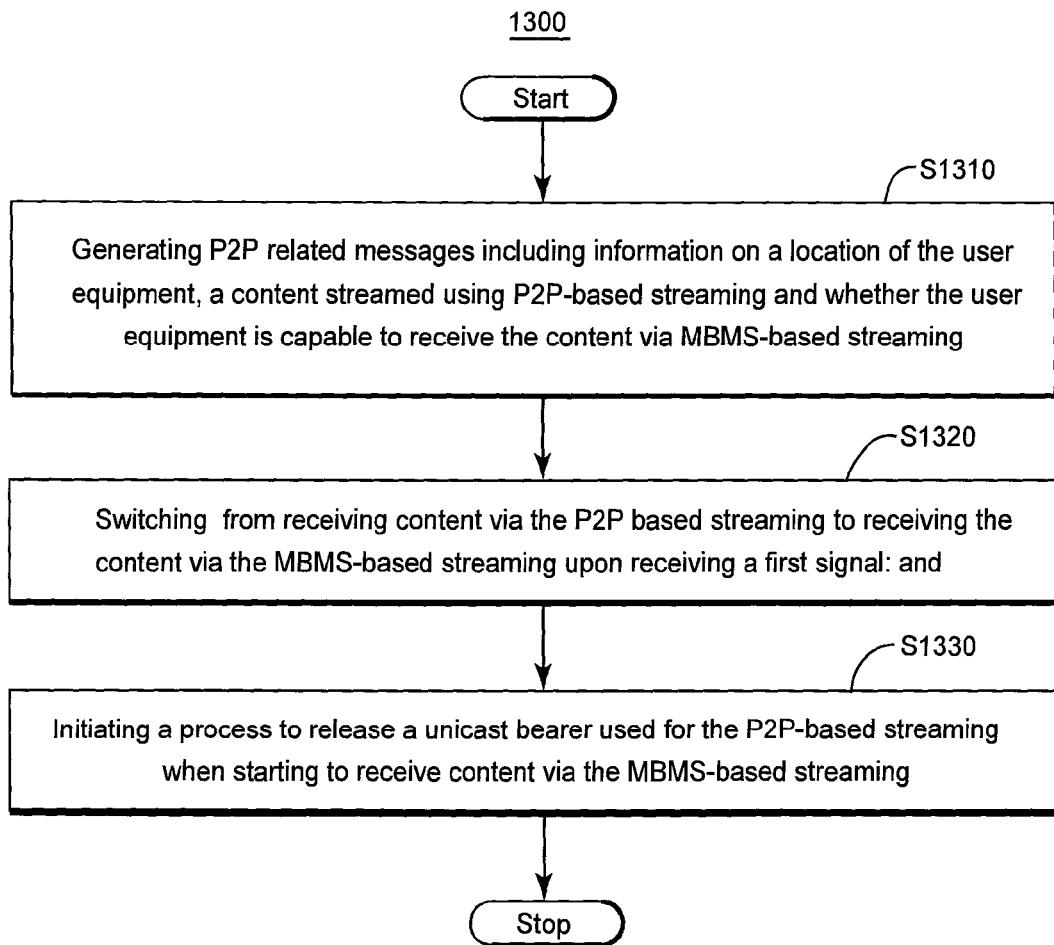 1300
Start
S1310
Generating P2P related messages including information on a location of the user
equipment, a content streamed using P2P-based streaming and whether the user
equipment is capable to receive the content via MBMS-based streaming
S1320
Switching from receiving content via the P2P based streaming to receiving the
content via the MBMS-based streaming upon receiving a first signal: and
S1330
Initiating a process to release a unicast bearer used for the P2P-based streaming
when starting to receive content via the MBMS-based streaming
Stop